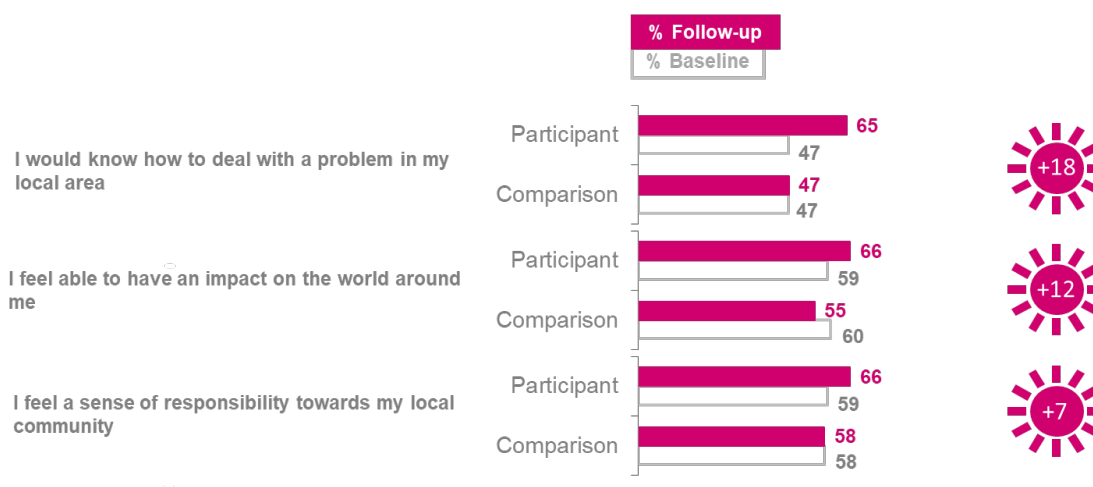 % Follow-up
% Baseline
I would know how to deal with a problem in my
local area
Participant
65
47
Comparison
47
47
+18
I feel able to have an impact on the world around
me
Participant
66
59
Comparison
55
60
+12
I feel a sense of responsibility towards my local
community
Participant
66
59
Comparison
58
58
+7